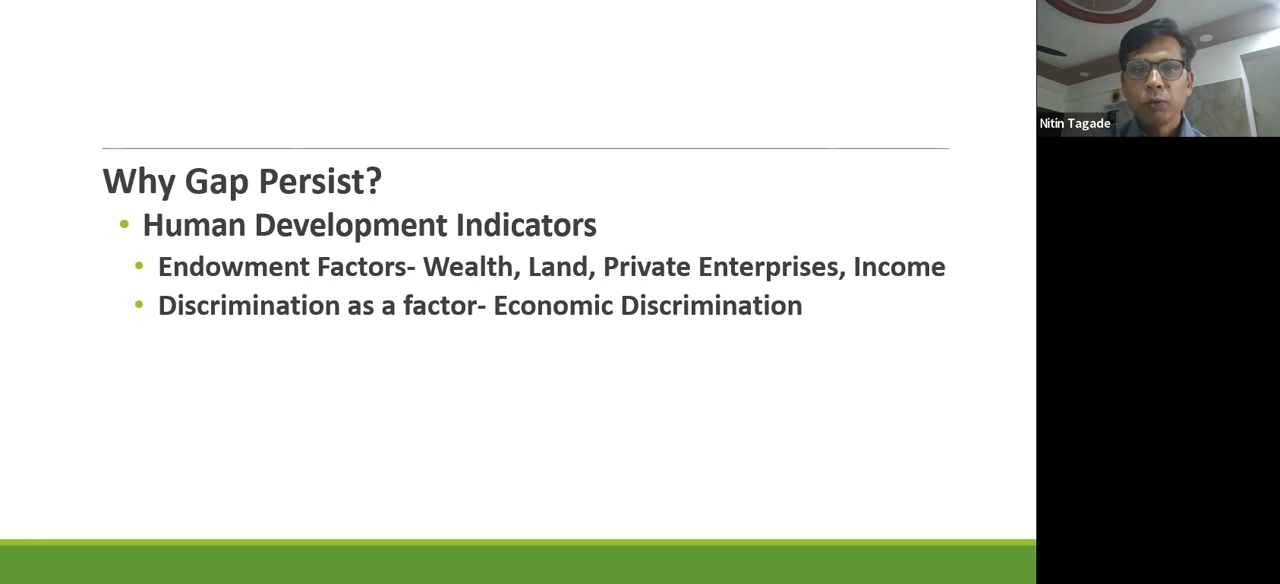 Why Gap Persist?
• Human Development Indicators
• Endowment Factors- Wealth, Land, Private Enterprises, Income
• Discrimination as a factor- Economic Discrimination
Nitin Tagade